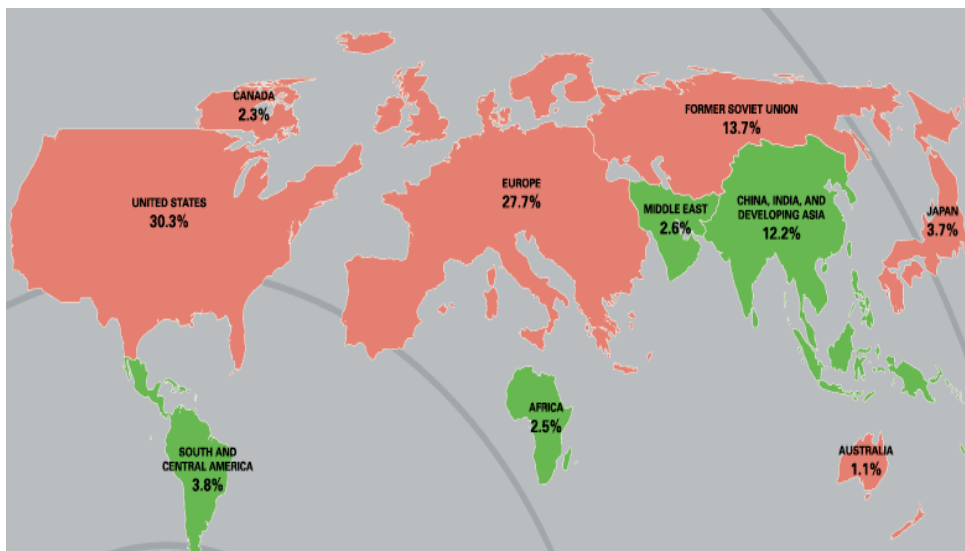 CANADA
2.3%
FORMER SOVIET UNION
13.7%
UNITED STATES
30.3%
EUROPE
27.7%
MIDDLE EAST
2.6%
CHINA, INDIA, AND
DEVELOPING ASIA
12.2%
JAPAN
3.7%
AFRICA
2.5%
SOUTH AND
CENTRAL AMERICA
3.8%
AUSTRALIA
1.1%